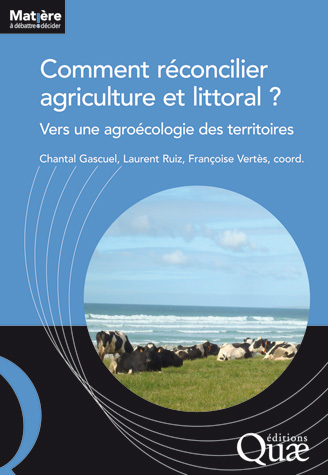 Matière
à débattre & décider
Comment réconcilier
agriculture et littoral ?
Vers une agroécologie des territoires
Chantal Gascuel, Laurent Ruiz, Françoise Vertès, coord.
éditions
Quæ